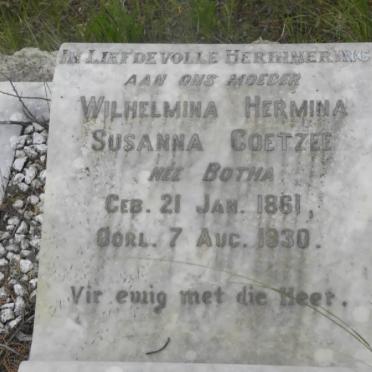 IN LIEFDEVOLLE HERINNERING
AAN ONS MOEDER
WILHELMINA HERMINA
SUSANNA COETZEE
NÉE BOTHA
GEB. 21 JAN. 1861,
OORL. 7 AUG. 1930.
Vir ewig met die Heer.